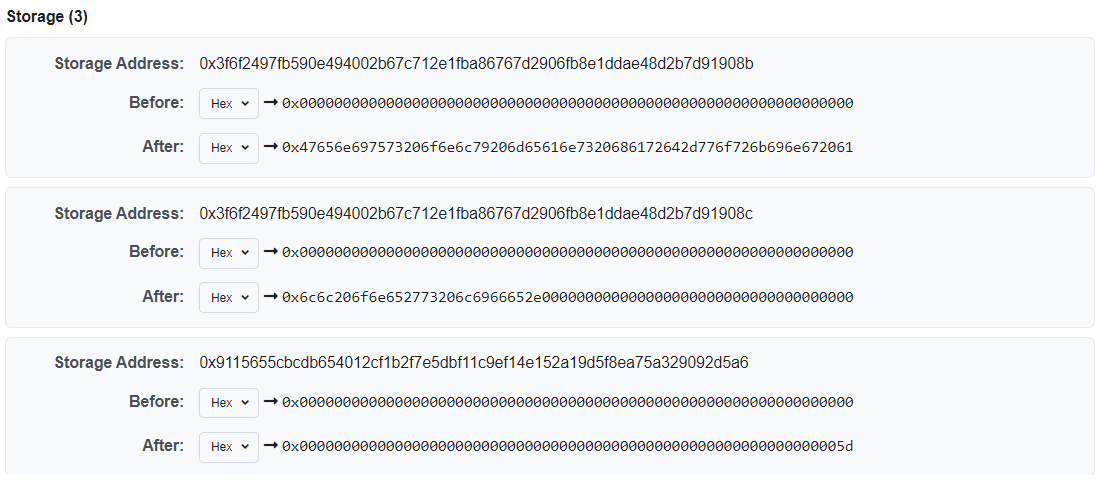 Storage (3)
Storage Address: 0x3f6f2497fb590e494002b67c712e1fba86767d2906fb8e1ddae48d2b7d91908b
Before: Hex → 0x0000000000000000000000000000000000000000000000000000000000000000
After: Hex → 0x47656e697573206f6e6c79206d65616e7320686172642d776f726b696e672061
Storage Address: 0x3f6f2497fb590e494002b67c712e1fba86767d2906fb8e1ddae48d2b7d91908c
Before: Hex → 0x0000000000000000000000000000000000000000000000000000000000000000
After: Hex → 0x6c6c206f6e652773206c6966652e000000000000000000000000000000000000
Storage Address: 0x9115655cbcdb654012cf1b2f7e5dbf11c9ef14e152a19d5f8ea75a329092d5a6
Before: Hex → 0x0000000000000000000000000000000000000000000000000000000000000000
After: Hex → 0x000000000000000000000000000000000000000000000000000000000000005d